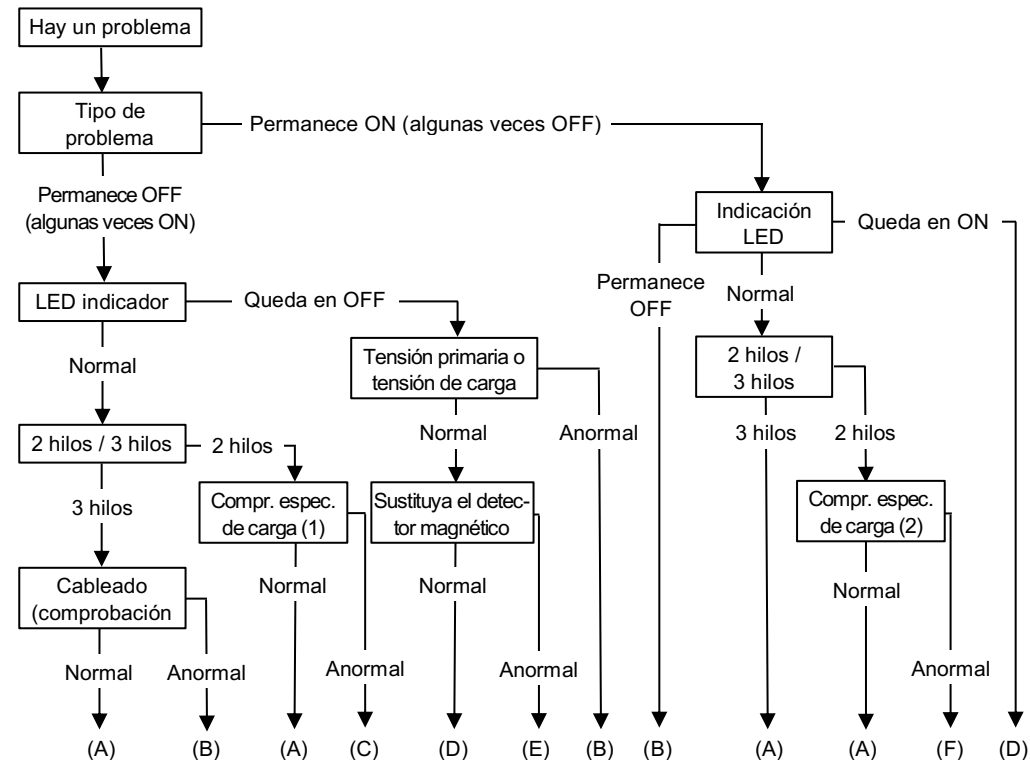 Hay un problema
Tipo de
problema
Permanece ON (algunas veces OFF)
Permanece OFF
(algunas veces ON)
Indicación
LED
Queda en ON
Permanece
OFF
Normal
LED indicador
Queda en OFF
Normal
Tensión primaria o
tensión de carga
2 hilos /
3 hilos
Normal
Anormal
3 hilos
2 hilos
2 hilos / 3 hilos
2 hilos
3 hilos
Compr. espec.
de carga (1)
Sustituya el detec-
tor magnético
Compr. espec.
de carga (2)
Cableado
(comprobación
Normal
Normal
Normal
Normal
Anormal
Anormal
Anormal
Anormal
(A)
(B)
(A)
(C)
(D)
(E)
(B)
(B)
(A)
(A)
(F)
(D)